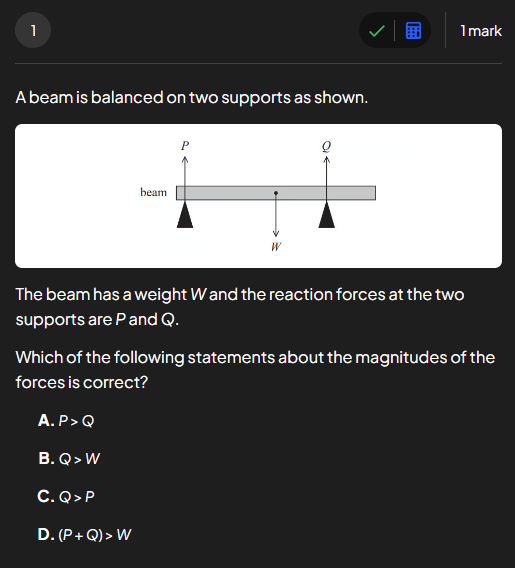 1
1 mark
A beam is balanced on two supports as shown.
P
Q
beam
W
The beam has a weight W and the reaction forces at the two
supports are P and Q.
Which of the following statements about the magnitudes of the
forces is correct?
A. P > Q
B. Q > W
C. Q > P
D. (P + Q) > W